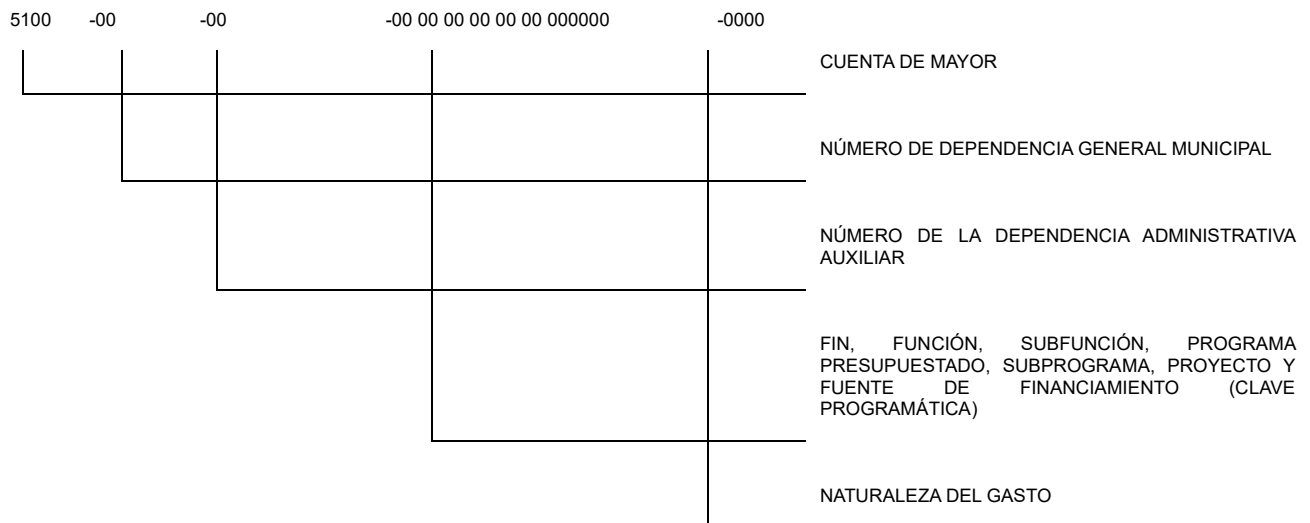 5100 -00 -00 -00 00 00 00 00 00 000000 -0000
CUENTA DE MAYOR
NÚMERO DE DEPENDENCIA GENERAL MUNICIPAL
NÚMERO DE LA DEPENDENCIA ADMINISTRATIVA
AUXILIAR
FIN, FUNCIÓN, SUBFUNCIÓN, PROGRAMA
PRESUPUESTADO, SUBPROGRAMA, PROYECTO Y
FUENTE DE FINANCIAMIENTO (CLAVE
PROGRAMÁTICA)
NATURALEZA DEL GASTO